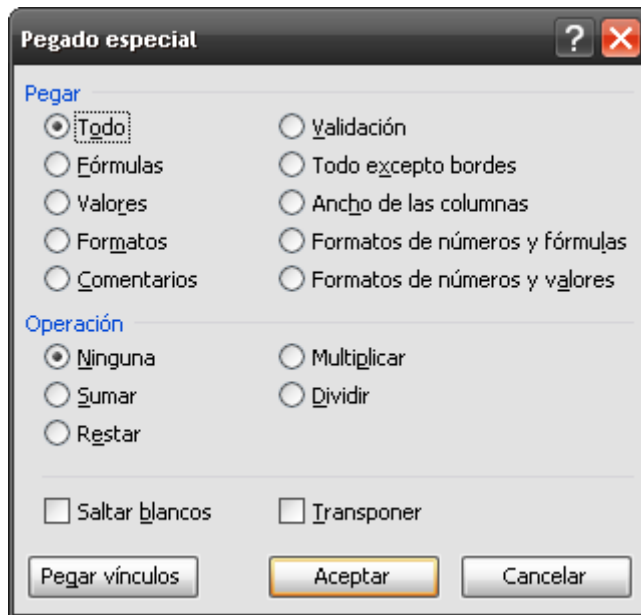 Pegado especial
Pegar
Todo
Fórmulas
Valores
Formatos
Comentarios
Validación
Todo excepto bordes
Ancho de las columnas
Formatos de números y fórmulas
Formatos de números y valores
Operación
Ninguna
Sumar
Restar
Multiplicar
Dividir
Saltar blancos
Transponer
Pegar vínculos
Aceptar
Cancelar